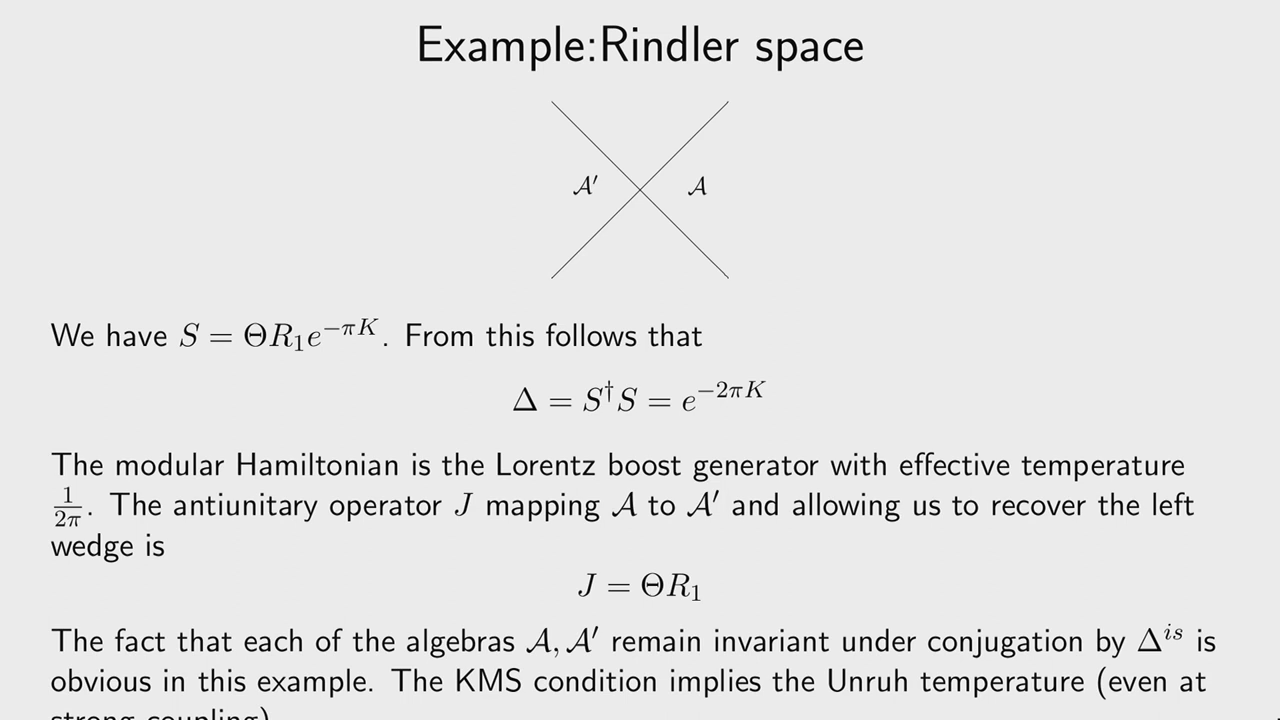 Example:Rindler space
𝒜′ 𝒜
We have S = ΘR₁e^{−πK}. From this follows that
Δ = S†S = e^{−2πK}
The modular Hamiltonian is the Lorentz boost generator with effective temperature
1/2π. The antiunitary operator J mapping 𝒜 to 𝒜′ and allowing us to recover the left
wedge is
J = ΘR₁
The fact that each of the algebras 𝒜, 𝒜′ remain invariant under conjugation by Δ^{is} is
obvious in this example. The KMS condition implies the Unruh temperature (even at
strong coupling)